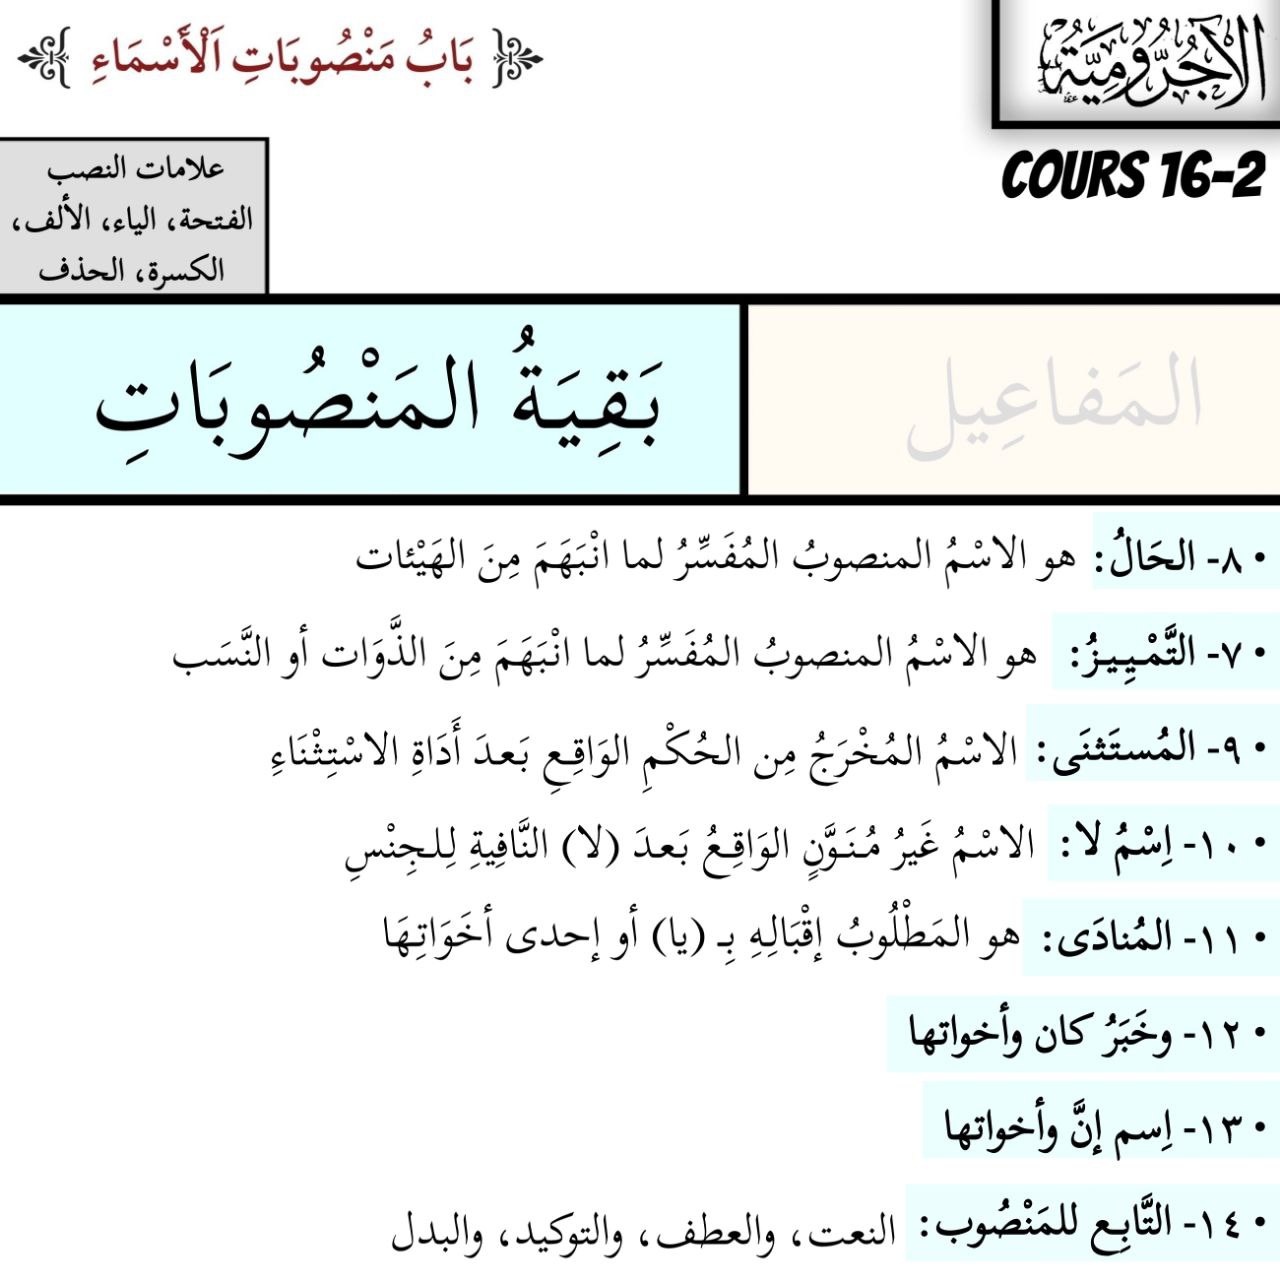 الآجُرُّومِيَّة
بَابُ مَنْصُوبَاتِ اَلْأَسْمَاءِ
COURS 16-2
علامات النصب
الفتحة، الياء، الألف،
الكسرة، الحذف
المَفاعِيل
بَقِيَةُ المَنْصُوبَاتِ
• ٨- الحَالُ: هو الاسْمُ المنصوبُ المُفَسِّرُ لما انْبَهَمَ مِنَ الهَيْئات
• ٧- التَّمْيِيزُ: هو الاسْمُ المنصوبُ المُفَسِّرُ لما انْبَهَمَ مِنَ الذَّوَات أو النَّسَب
• ٩- المُستَثنَى: الاسْمُ المُخْرَجُ مِن الحُكْمِ الوَاقِعِ بَعدَ أَدَاةِ الاسْتِثْنَاءِ
• ١٠- اِسْمُ لا: الاسْمُ غَيرُ مُنَوَّنٍ الوَاقِعُ بَعدَ (لا) النَّافِيةِ لِلجِنْسِ
• ١١- المُنادَى: هو المَطْلُوبُ إقْبَالِهِ بِـ (يا) أو إحدى أخَوَاتِهَا
• ١٢- وخَبَرُ كان وأخواتها
• ١٣- اِسم إنَّ وأخواتها
• ١٤- التَّابِع للمَنْصُوب: النعت، والعطف، والتوكيد، والبدل